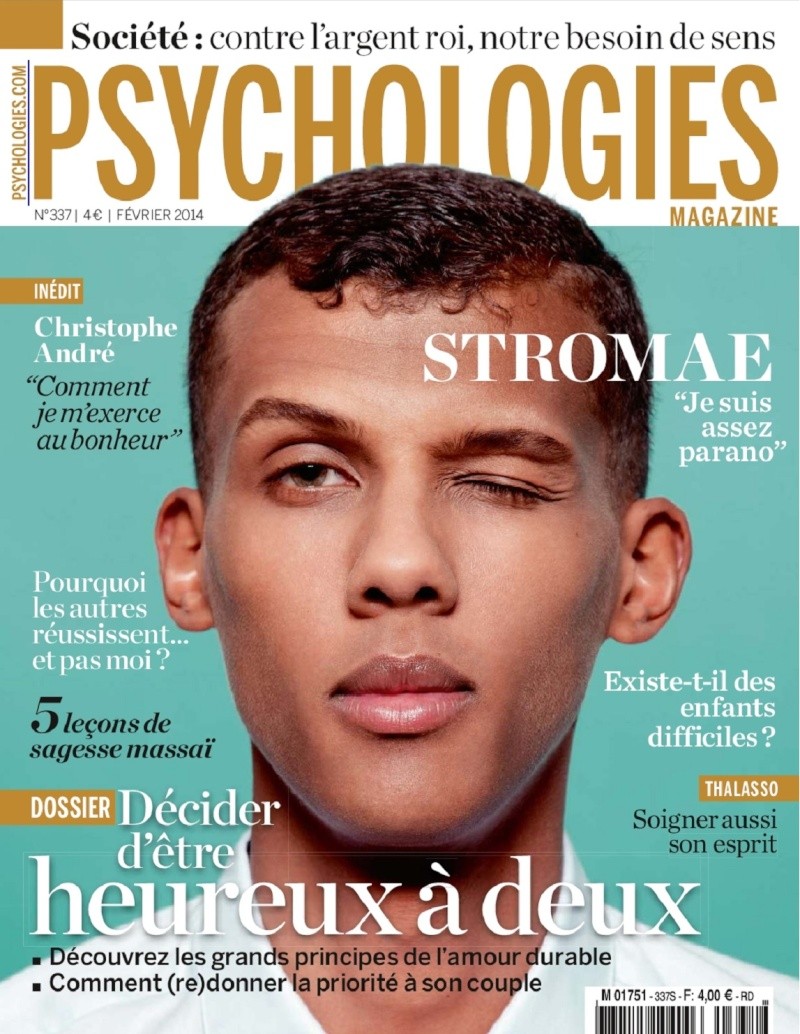 Société : contre l'argent roi, notre besoin de sens
PSYCHOLOGIES.COM
PSYCHOLOGIES
MAGAZINE
N°337 | 4€ | FÉVRIER 2014
INÉDIT
Christophe
André
“Comment
je m'exerce
au bonheur”
STROMAE
“Je suis
assez
parano”
Pourquoi
les autres
réussissent...
et pas moi ?
5 leçons de
sagesse massaï
Existe-t-il des
enfants
difficiles ?
THALASSO
Soigner aussi
son esprit
DOSSIER Décider
d'être
heureux à deux
▪ Découvrez les grands principes de l'amour durable
▪ Comment (re)donner la priorité à son couple
M 01751 - 337S - F: 4,00 € - RD